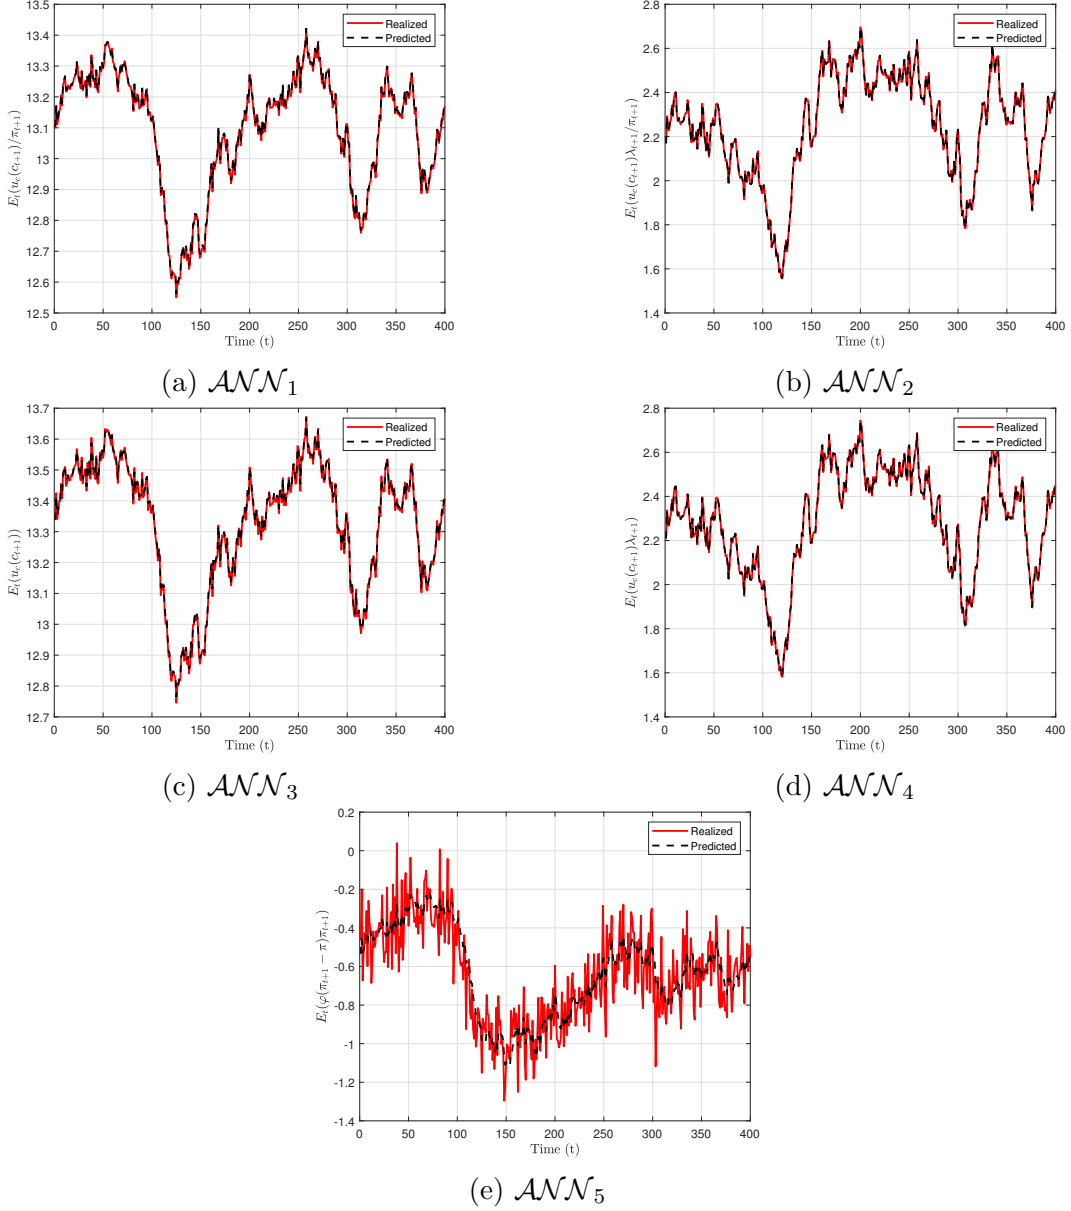 13.5
13.4
13.3
13.2
13.1
13
12.9
12.8
12.7
12.6
12.5
E_t(u_c(c_{t+1})/π_{t+1})
0 50 100 150 200 250 300 350 400
Time (t)
Realized
Predicted
(a) 𝒜𝒩𝒩_1
2.8
2.6
2.4
2.2
2
1.8
1.6
1.4
E_t(u_c(c_{t+1})λ_{t+1}/π_{t+1})
0 50 100 150 200 250 300 350 400
Time (t)
Realized
Predicted
(b) 𝒜𝒩𝒩_2
13.7
13.6
13.5
13.4
13.3
13.2
13.1
13
12.9
12.8
12.7
E_t(u_c(c_{t+1}))
0 50 100 150 200 250 300 350 400
Time (t)
Realized
Predicted
(c) 𝒜𝒩𝒩_3
2.8
2.6
2.4
2.2
2
1.8
1.6
1.4
E_t(u_c(c_{t+1})λ_{t+1})
0 50 100 150 200 250 300 350 400
Time (t)
Realized
Predicted
(d) 𝒜𝒩𝒩_4
0.2
0
-0.2
-0.4
-0.6
-0.8
-1
-1.2
-1.4
E_t(φ(π_{t+1} − π)π_{t+1})
0 50 100 150 200 250 300 350 400
Time (t)
Realized
Predicted
(e) 𝒜𝒩𝒩_5